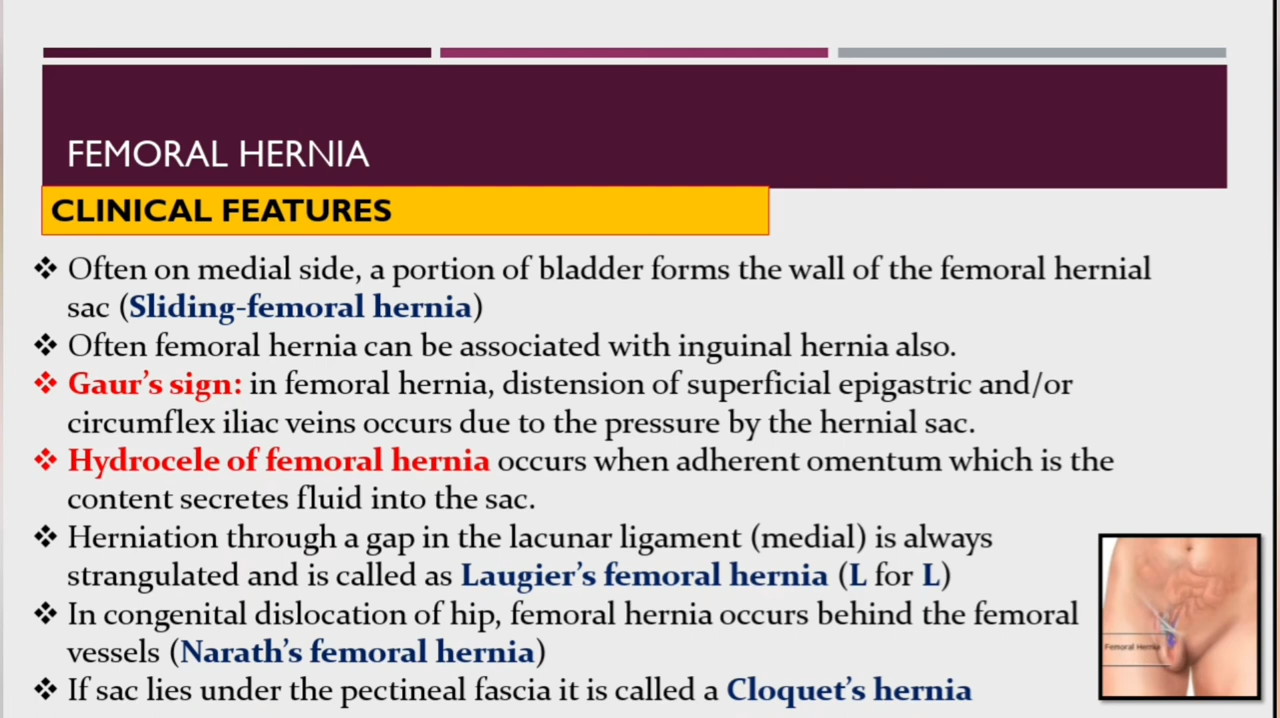 FEMORAL HERNIA
CLINICAL FEATURES
❖ Often on medial side, a portion of bladder forms the wall of the femoral hernial
sac (Sliding-femoral hernia)
❖ Often femoral hernia can be associated with inguinal hernia also.
❖ Gaur's sign: in femoral hernia, distension of superficial epigastric and/or
circumflex iliac veins occurs due to the pressure by the hernial sac.
❖ Hydrocele of femoral hernia occurs when adherent omentum which is the
content secretes fluid into the sac.
❖ Herniation through a gap in the lacunar ligament (medial) is always
strangulated and is called as Laugier's femoral hernia (L for L)
❖ In congenital dislocation of hip, femoral hernia occurs behind the femoral
vessels (Narath's femoral hernia)
❖ If sac lies under the pectineal fascia it is called a Cloquet's hernia
Femoral Hernia